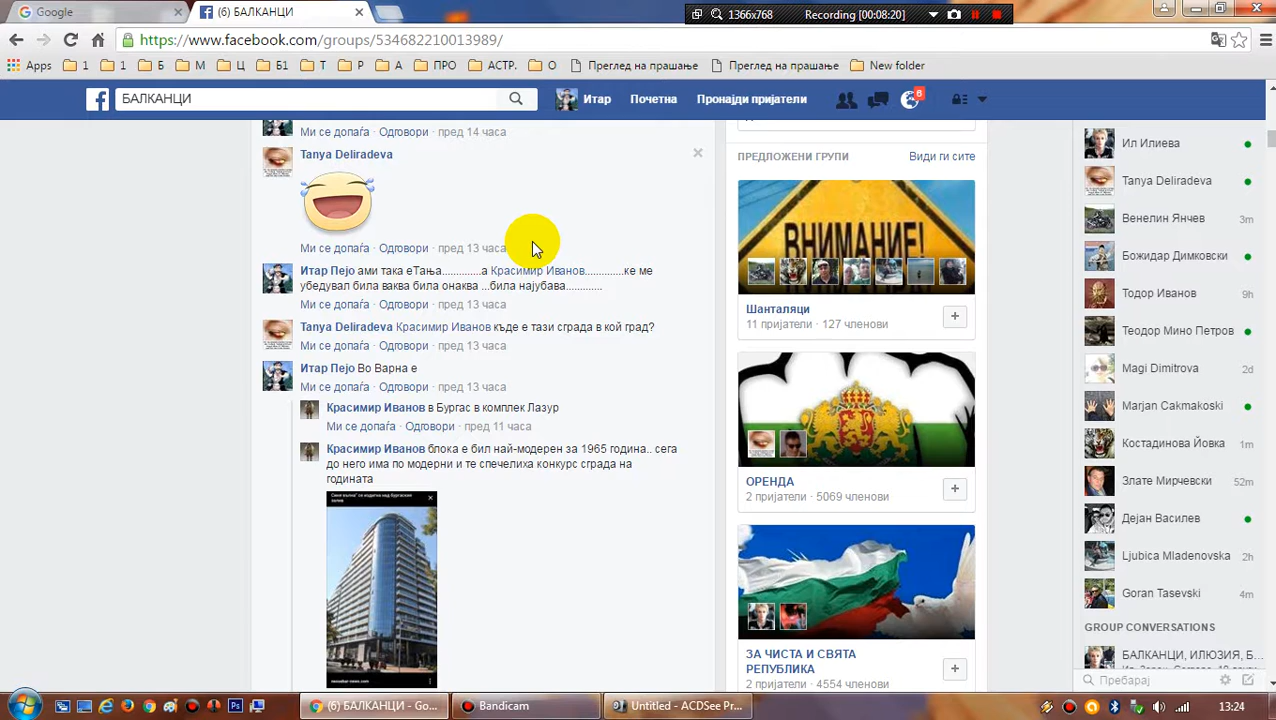 Google
(6) БАЛКАНЦИ
1366x768
Recording [00:08:20]
https://www.facebook.com/groups/534682210013989/
Apps
1
1
Б
М
Ц
Б1
Т
Р
А
ПРО
АСТР.
О
Преглед на прашање
Преглед на прашање
New folder
БАЛКАНЦИ
Итар
Почетна
Пронајди пријатели
8
Ми се допаѓа · Одговори · пред 14 часа
Tanya Deliradeva
Ми се допаѓа · Одговори · пред 13 часа
Итар Пејо ами така еТања.............а Красимир Иванов............ќе ме
убедувал била ваква била онаква ...била најубава............
Ми се допаѓа · Одговори · пред 13 часа
Tanya Deliradeva Красимир Иванов къде е тази сграда в кой град?
Ми се допаѓа · Одговори · пред 13 часа
Итар Пејо Во Варна е
Ми се допаѓа · Одговори · пред 13 часа
Красимир Иванов в Бургас в комплек Лазур
Ми се допаѓа · Одговори · пред 11 часа
Красимир Иванов блока е бил най-модерен за 1965 година.. сега
до него има по модерни и те спечелиха конкурс сграда на
годината
ПРЕДЛОЖЕНИ ГРУПИ
Види ги сите
ВНИМАНИЕ!
Шанталяци
11 пријатели · 127 членови
ОРЕНДА
2 пријатели · 5069 членови
ЗА ЧИСТА И СВЯТА
РЕПУБЛИКА
2 пријатели · 4554 членови
Ил Илиева
Tanya Deliradeva
Венелин Янчев 3m
Божидар Димковски
Тодор Иванов 9h
Теодор Мино Петров
Magi Dimitrova 2d
Marjan Cakmakoski
Костадинова Йовка 1m
Злате Мирчевски 52m
Дејан Василев
Ljubica Mladenovska 2h
Goran Tasevski 4m
GROUP CONVERSATIONS
БАЛКАНЦИ, ИЛЮЗИЯ, Б...
Пребарај
(6) БАЛКАНЦИ - Go...
Bandicam
Untitled - ACDSee Pr...
13:24